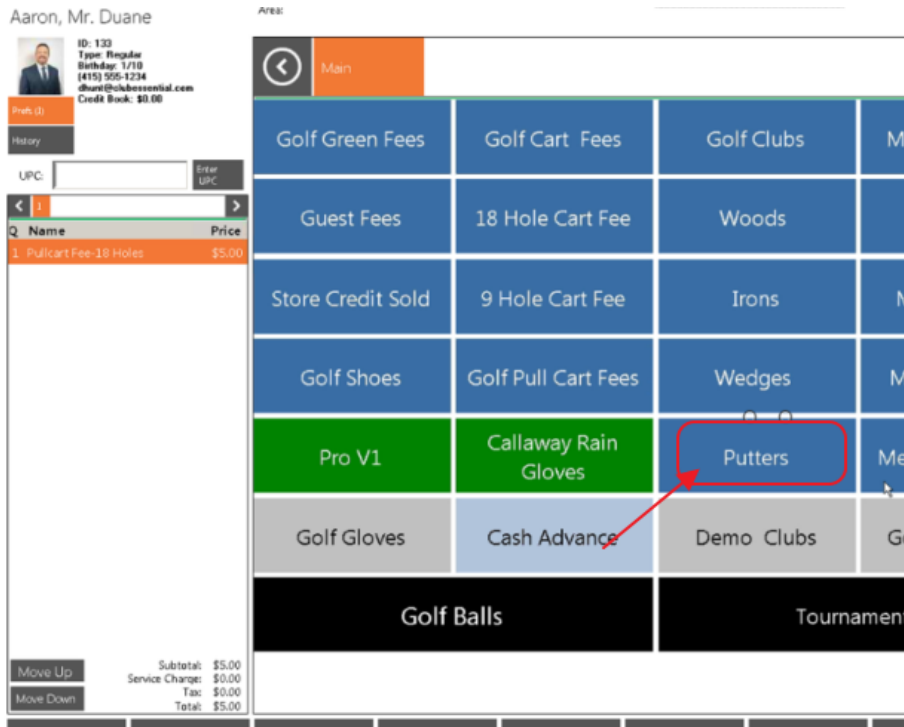 Aaron, Mr. Duane
Area:
ID: 133
Type: Regular
Birthday: 1/10
(415) 555-1234
dhunt@clubessential.com
Credit Book: $0.00
Prefs (1)
History
UPC:
Enter UPC
1
Q Name Price
1 Pullcart Fee-18 Holes $5.00
Move Up
Move Down
Subtotal: $5.00
Service Charge: $0.00
Tax: $0.00
Total: $5.00
Main
Golf Green Fees
Golf Cart Fees
Golf Clubs
M
Guest Fees
18 Hole Cart Fee
Woods
Store Credit Sold
9 Hole Cart Fee
Irons
Golf Shoes
Golf Pull Cart Fees
Wedges
M
Pro V1
Callaway Rain
Gloves
Putters
Me
Golf Gloves
Cash Advance
Demo Clubs
Golf Balls
Tournament